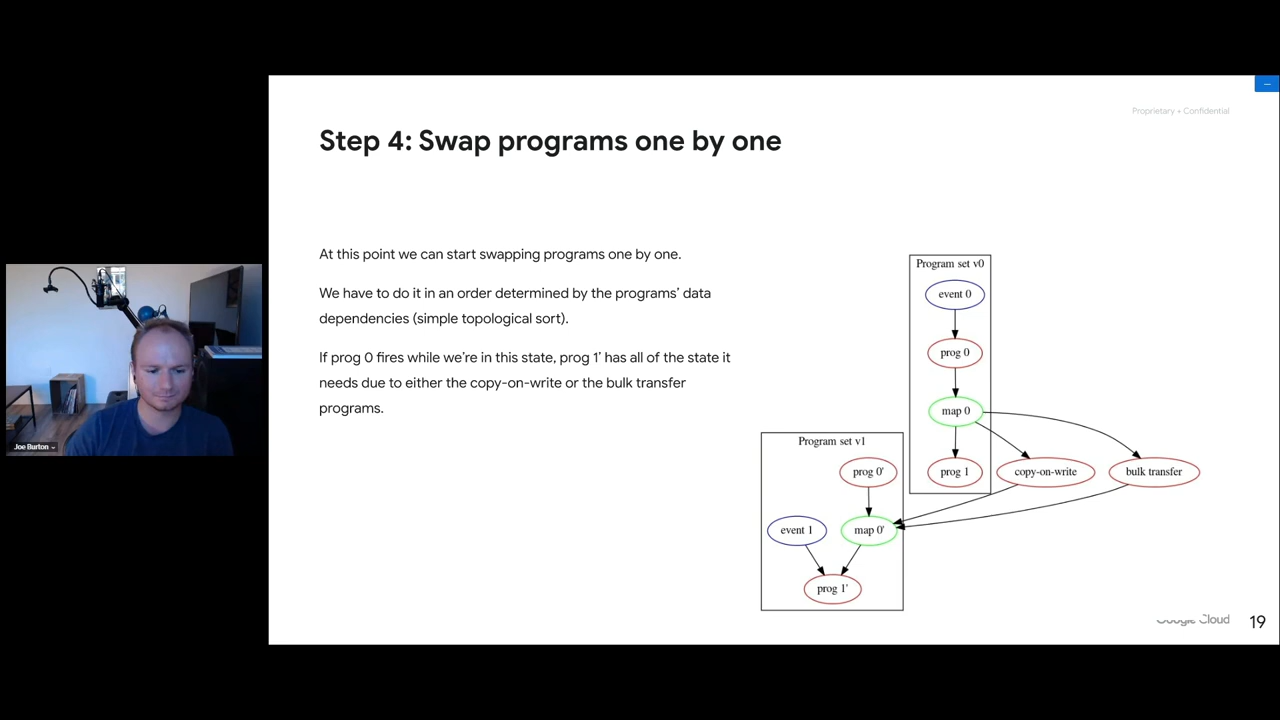 Proprietary + Confidential
Step 4: Swap programs one by one
At this point we can start swapping programs one by one.
We have to do it in an order determined by the programs' data
dependencies (simple topological sort).
If prog 0 fires while we're in this state, prog 1' has all of the state it
needs due to either the copy-on-write or the bulk transfer
programs.
Program set v0
event 0
prog 0
map 0
prog 1
copy-on-write
bulk transfer
Program set v1
prog 0'
event 1
map 0'
prog 1'
Joe Burton
Google Cloud
19